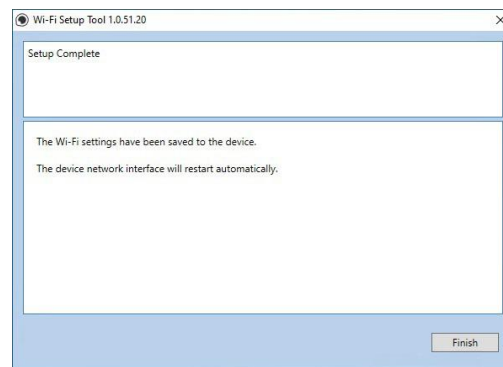 Wi-Fi Setup Tool 1.0.51.20
Setup Complete
The Wi-Fi settings have been saved to the device.
The device network interface will restart automatically.
Finish